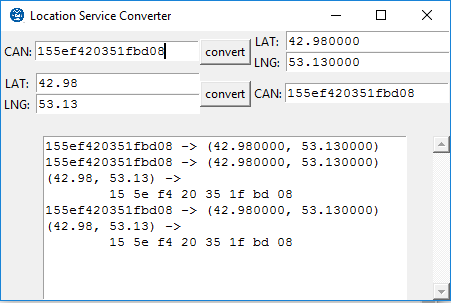 Location Service Converter
CAN: 155ef420351fbd08 convert
LAT: 42.980000
LNG: 53.130000
LAT: 42.98
LNG: 53.13
convert
CAN: 155ef420351fbd08
155ef420351fbd08 -> (42.980000, 53.130000)
155ef420351fbd08 -> (42.980000, 53.130000)
(42.98, 53.13) ->
15 5e f4 20 35 1f bd 08
155ef420351fbd08 -> (42.980000, 53.130000)
(42.98, 53.13) ->
15 5e f4 20 35 1f bd 08